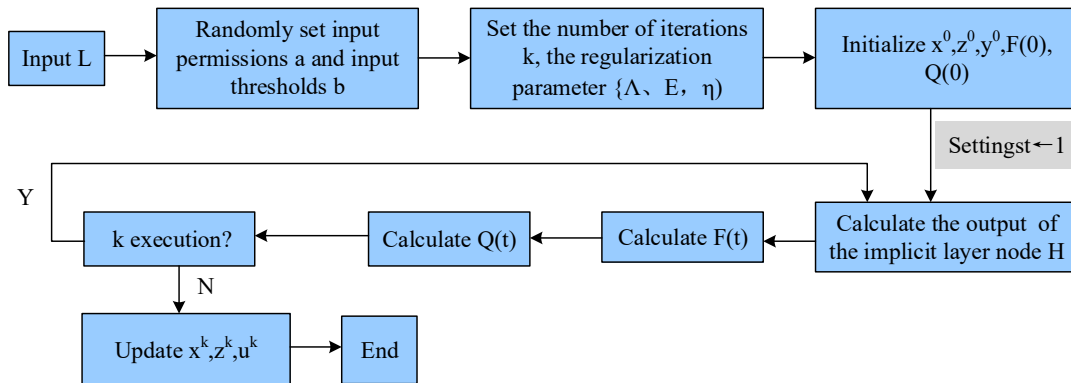 Input L
Randomly set input
permissions a and input
thresholds b
Set the number of iterations
k, the regularization
parameter {Λ、E，η)
Initialize x⁰,z⁰,y⁰,F(0),
Q(0)
Settingst←1
Calculate the output of
the implicit layer node H
Calculate F(t)
Calculate Q(t)
k execution?
Y
N
Update xᵏ,zᵏ,uᵏ
End